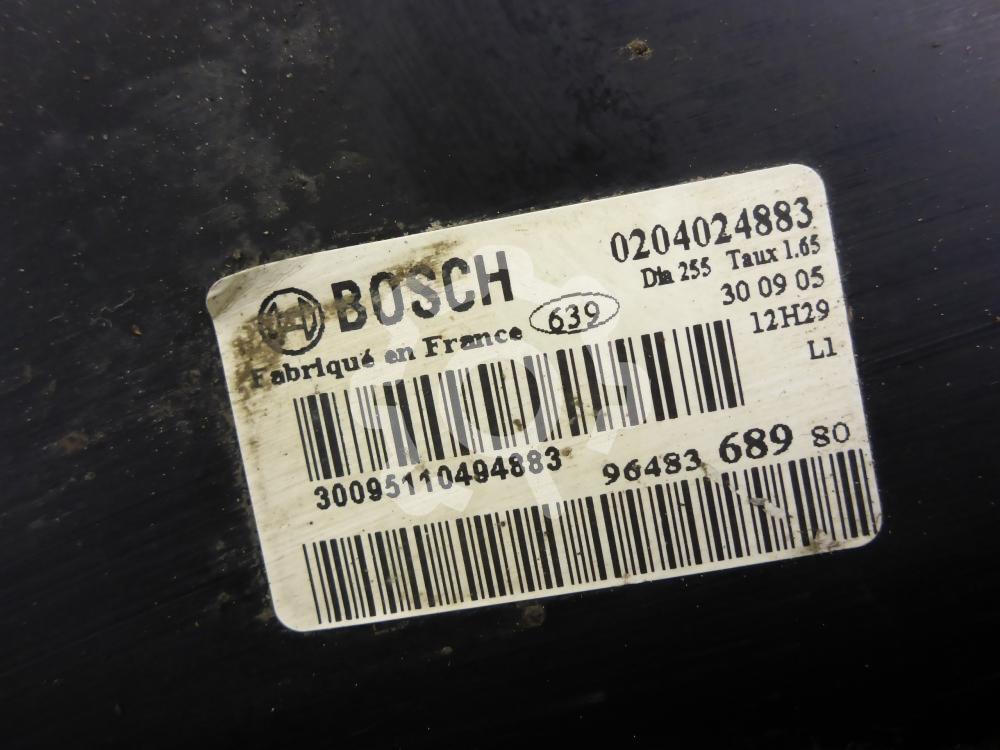 0204024883
BOSCH
Dia 255 Taux 1.65
639
30 09 05
Fabriqué en France
12H29
L1
30095110494883
96483 689 80